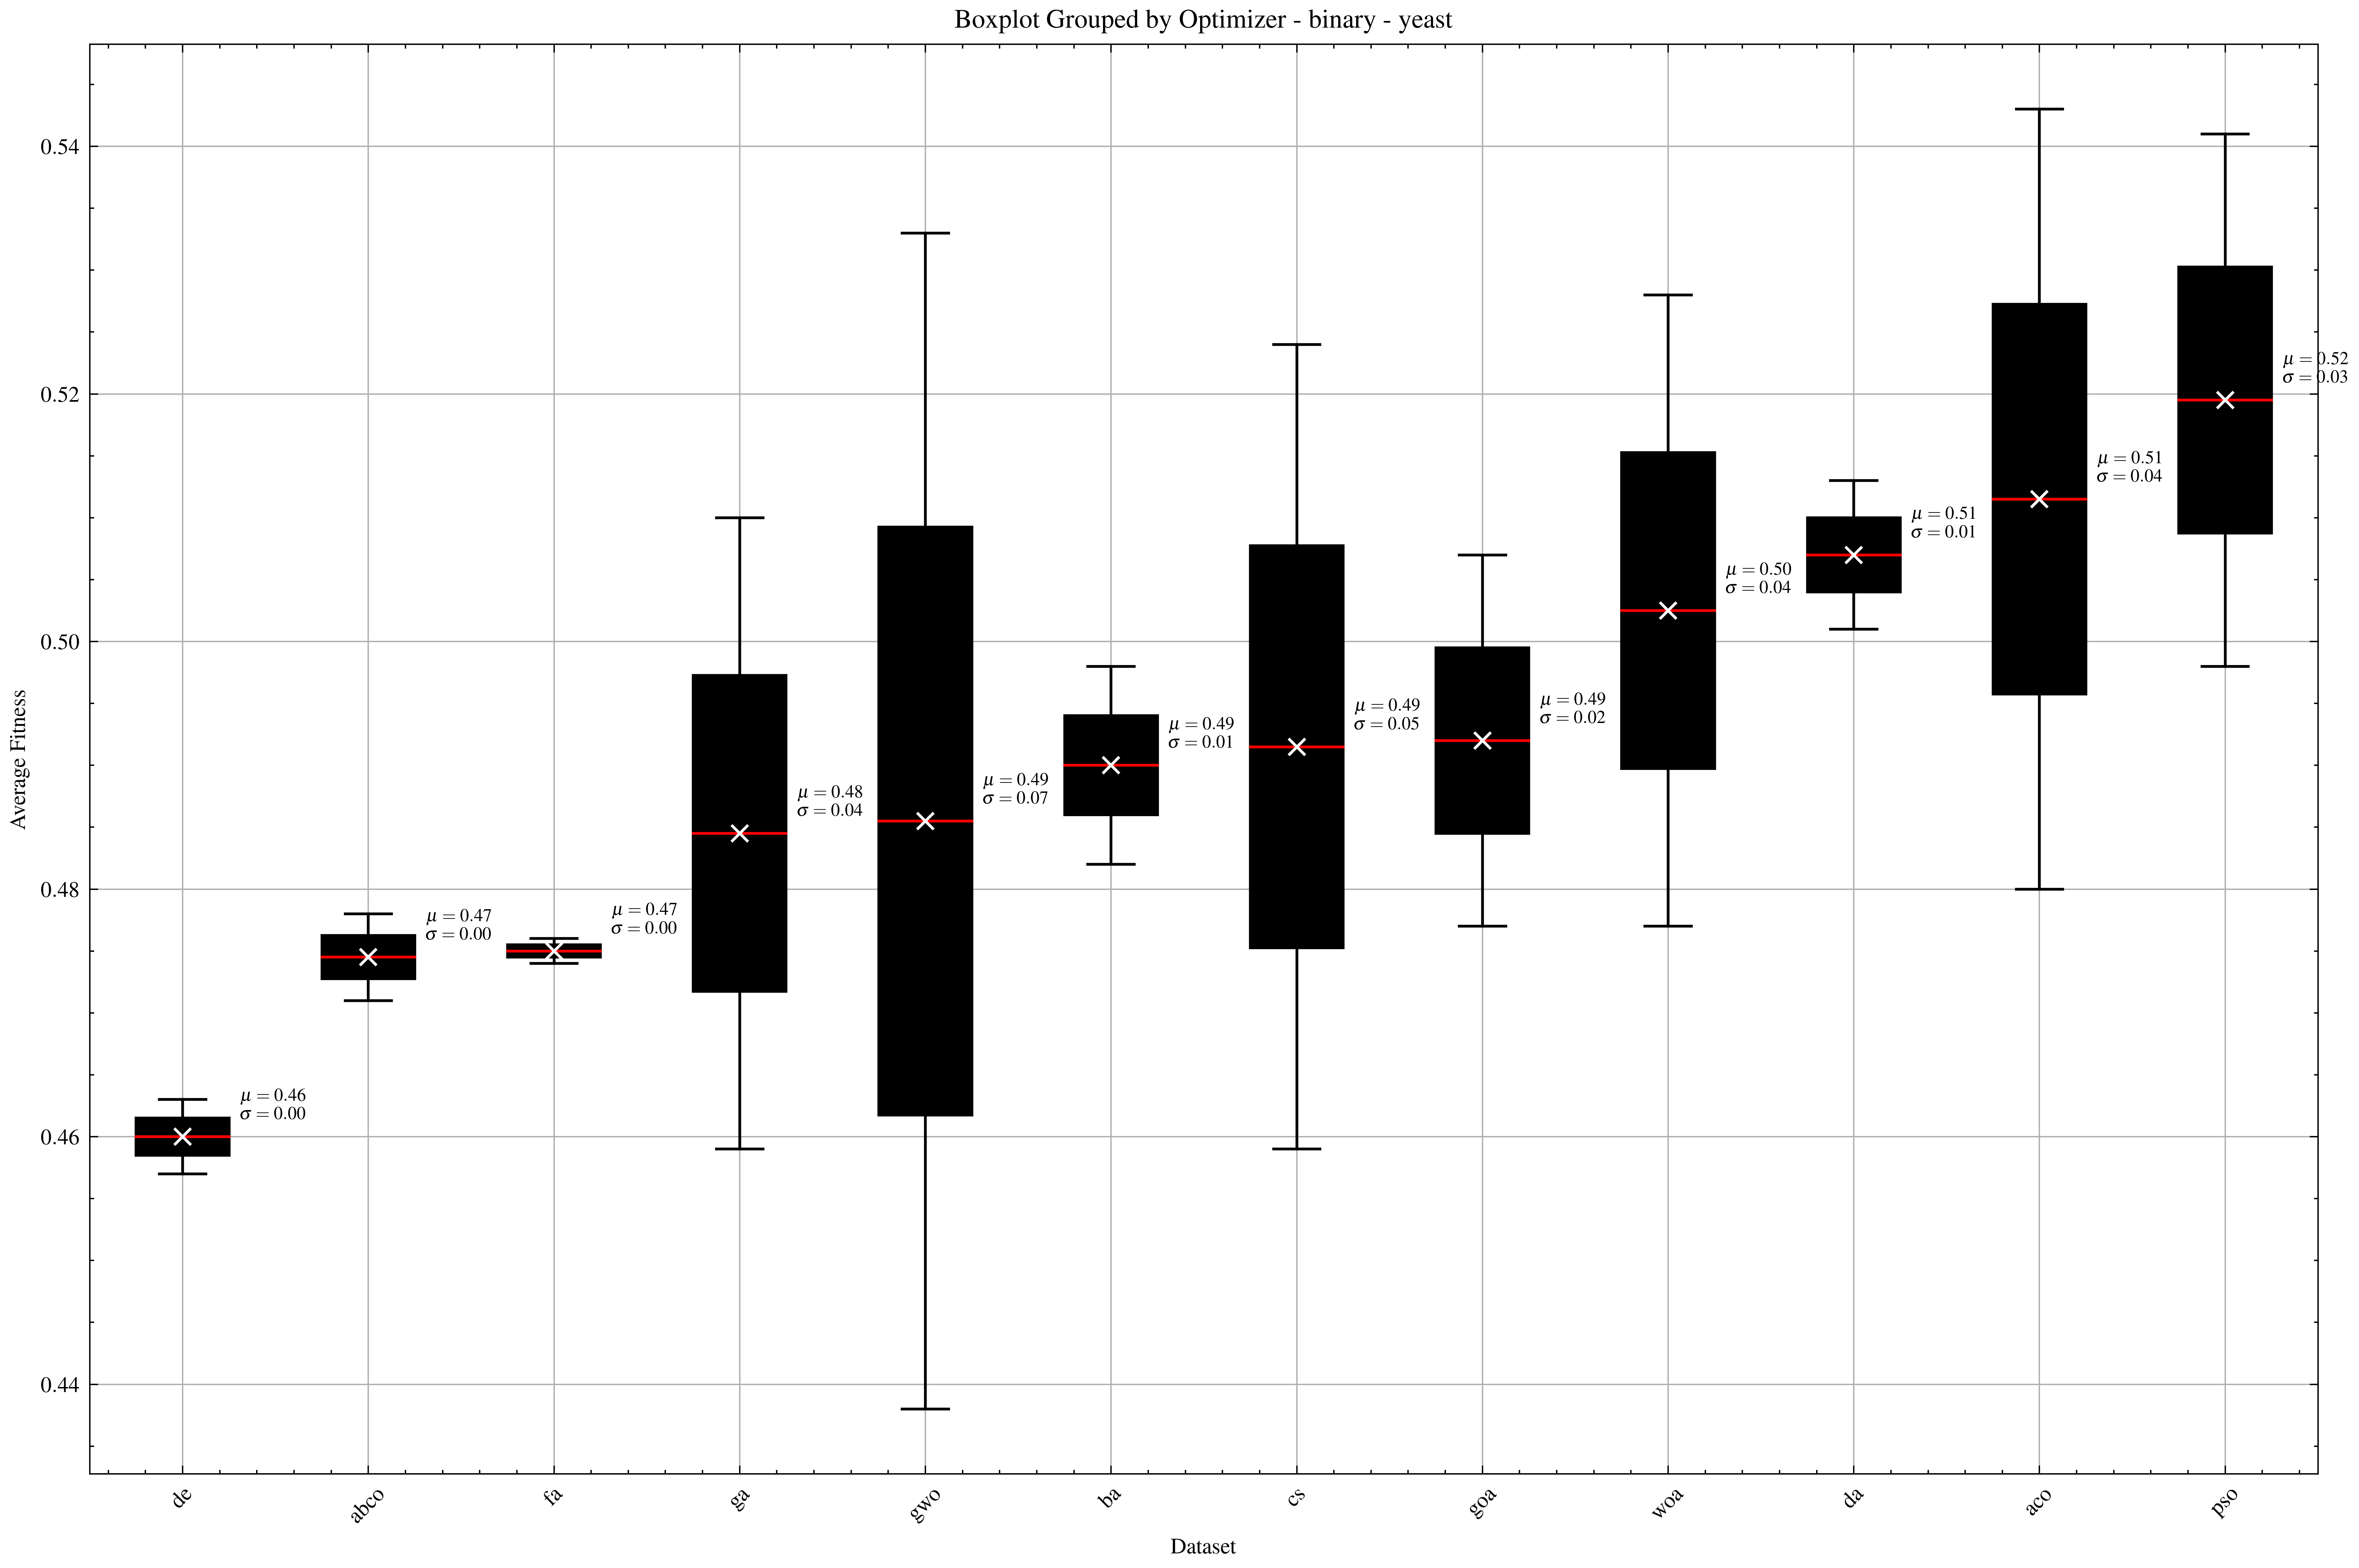 Boxplot Grouped by Optimizer - binary - yeast
Average Fitness
0.54
0.52
0.50
0.48
0.46
0.44
μ = 0.46
σ = 0.00
μ = 0.47
σ = 0.00
μ = 0.47
σ = 0.00
μ = 0.48
σ = 0.04
μ = 0.49
σ = 0.07
μ = 0.49
σ = 0.01
μ = 0.49
σ = 0.05
μ = 0.49
σ = 0.02
μ = 0.50
σ = 0.04
μ = 0.51
σ = 0.01
μ = 0.51
σ = 0.04
μ = 0.52
σ = 0.03
de
abco
fa
ga
gwo
ba
cs
goa
woa
da
aco
pso
Dataset